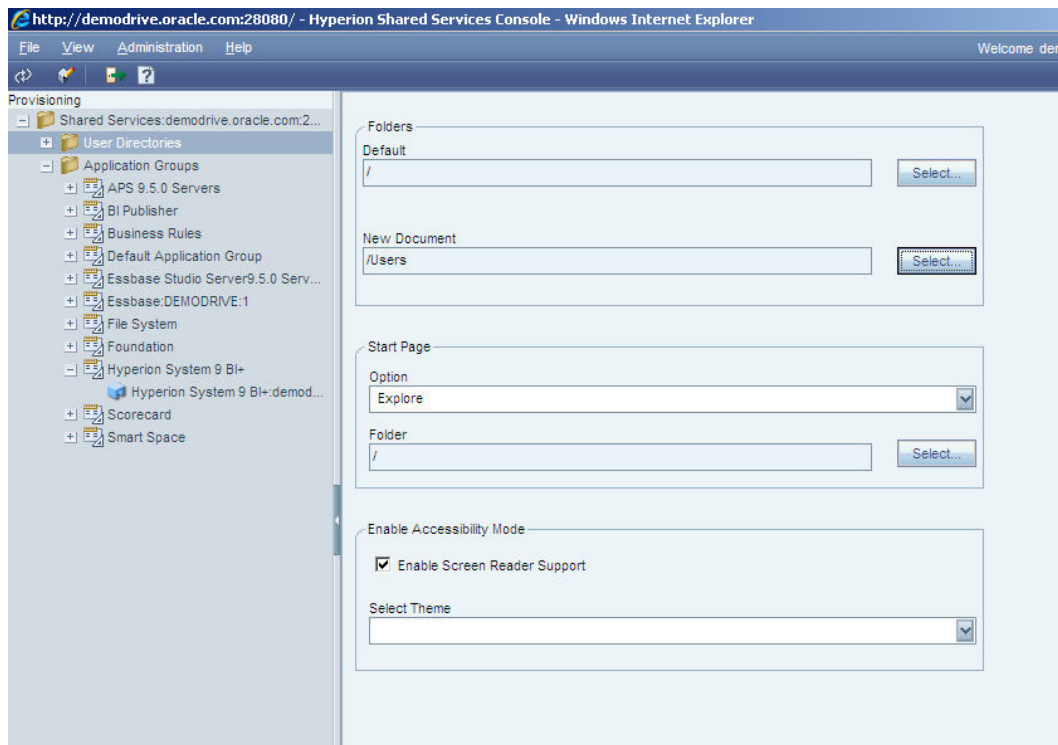 http://demodrive.oracle.com:28080/ - Hyperion Shared Services Console - Windows Internet Explorer
File View Administration Help Welcome der
Provisioning
Shared Services:demodrive.oracle.com:2...
User Directories
Application Groups
APS 9.5.0 Servers
BI Publisher
Business Rules
Default Application Group
Essbase Studio Server9.5.0 Serv...
Essbase:DEMODRIVE:1
File System
Foundation
Hyperion System 9 BI+
Hyperion System 9 BI+:demod...
Scorecard
Smart Space
Folders
Default
/
Select...
New Document
/Users
Select...
Start Page
Option
Explore
Folder
/
Select...
Enable Accessibility Mode
Enable Screen Reader Support
Select Theme